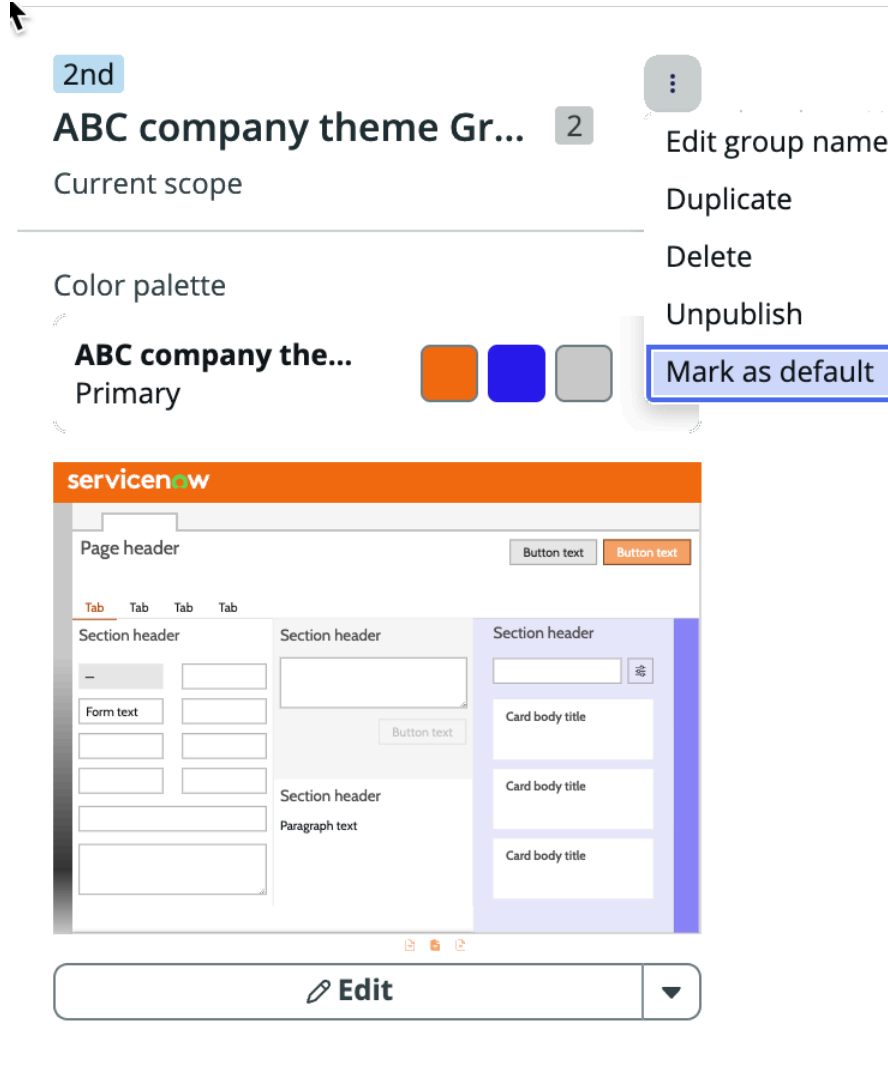 2nd
ABC company theme Gr... 2
Current scope
Edit group name
Duplicate
Delete
Unpublish
Mark as default
Color palette
ABC company the...
Primary
servicenow
Page header
Button text Button text
Tab Tab Tab Tab
Section header Section header Section header
–
Form text
Button text
Card body title
Card body title
Section header
Paragraph text
Card body title
Edit